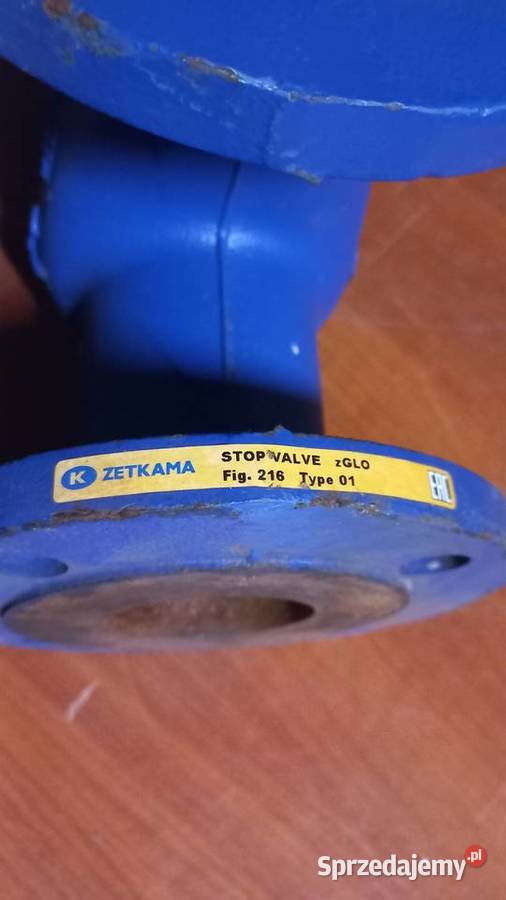 K ZETKAMA
STOP VALVE zGLO
Fig. 216 Type 01
EAC
Sprzedajemy.pl